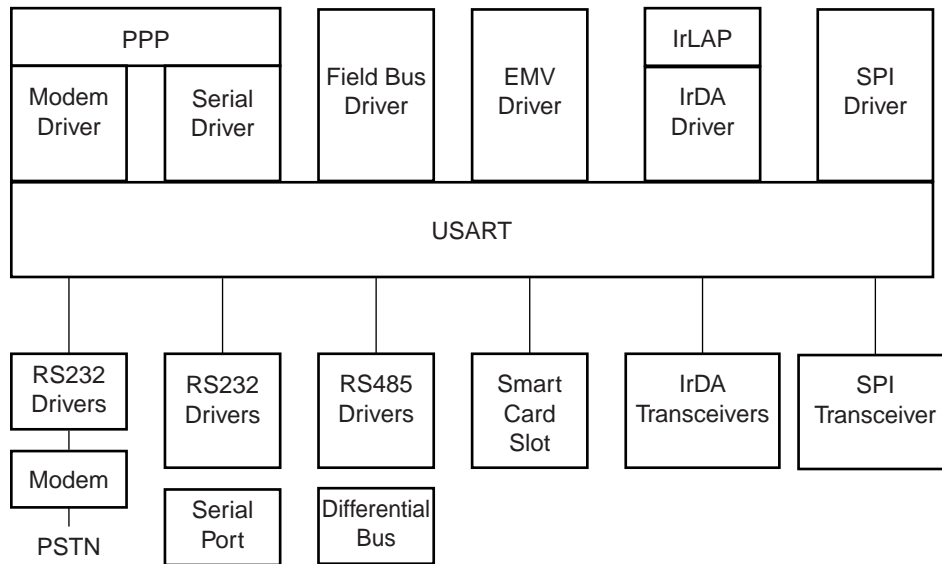 PPP
Modem
Driver
Serial
Driver
Field Bus
Driver
EMV
Driver
IrLAP
IrDA
Driver
SPI
Driver
USART
RS232
Drivers
Modem
PSTN
RS232
Drivers
Serial
Port
RS485
Drivers
Differential
Bus
Smart
Card
Slot
IrDA
Transceivers
SPI
Transceiver